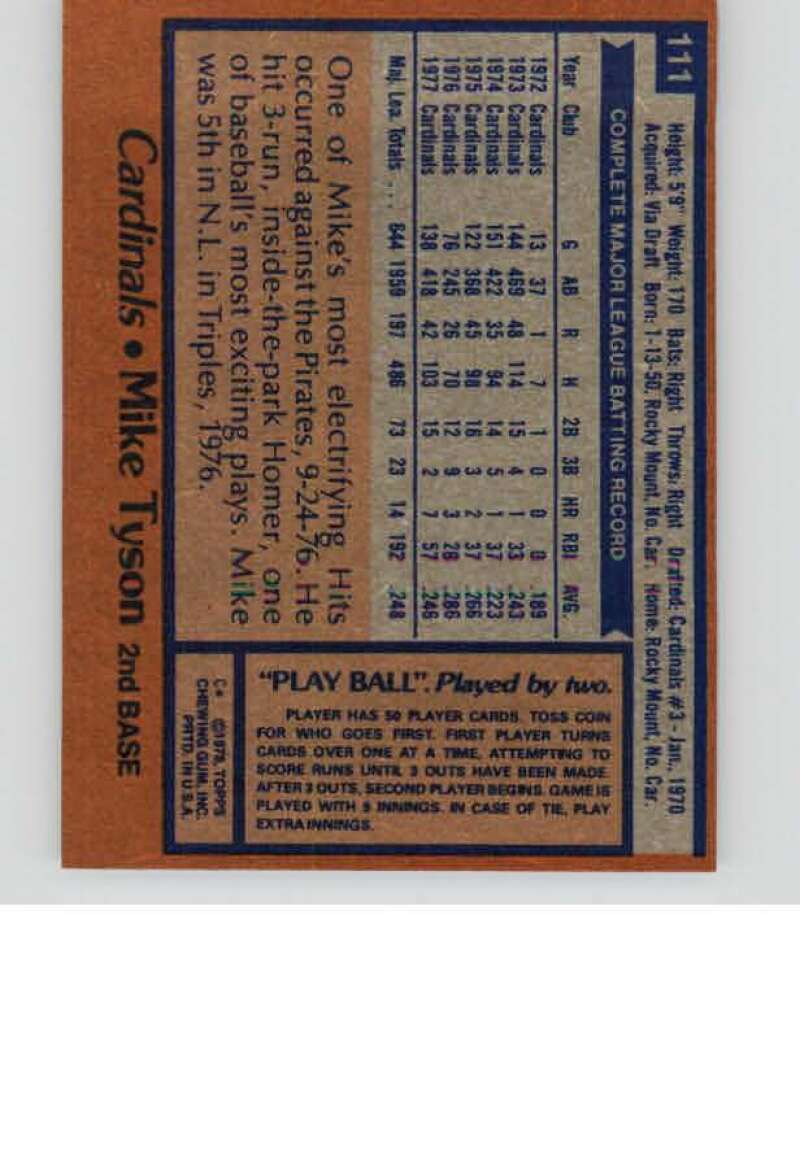 111
Height: 5'9" Weight: 170 Bats: Right Throws: Right Drafted: Cardinals #3 - Jan., 1970
Acquired: Via Draft Born: 1-13-50, Rocky Mount, No. Car. Home: Rocky Mount, No. Car.
COMPLETE MAJOR LEAGUE BATTING RECORD
Year Club G AB R H 2B 3B HR RBI AVG.
1972 Cardinals 13 37 1 7 1 0 0 0 .189
1973 Cardinals 144 469 48 114 15 4 1 33 .243
1974 Cardinals 151 422 35 94 14 5 1 37 .223
1975 Cardinals 122 368 45 98 16 3 2 37 .266
1976 Cardinals 76 245 26 70 12 9 3 28 .286
1977 Cardinals 138 418 42 103 15 2 7 57 .246
Maj. Lea. Totals ... 644 1959 197 486 73 23 14 192 .248
One of Mike's most electrifying Hits
occurred against the Pirates, 9-24-76. He
hit 3-run, inside-the-park Homer, one
of baseball's most exciting plays. Mike
was 5th in N.L. in Triples, 1976.
"PLAY BALL". Played by two.
PLAYER HAS 50 PLAYER CARDS. TOSS COIN
FOR WHO GOES FIRST. FIRST PLAYER TURNS
CARDS OVER ONE AT A TIME, ATTEMPTING TO
SCORE RUNS UNTIL 3 OUTS HAVE BEEN MADE.
AFTER 3 OUTS, SECOND PLAYER BEGINS. GAME IS
PLAYED WITH 9 INNINGS. IN CASE OF TIE, PLAY
EXTRA INNINGS.
C* ©1978, TOPPS
CHEWING GUM, INC.
PRTD. IN U.S.A.
Cardinals • Mike Tyson 2nd BASE